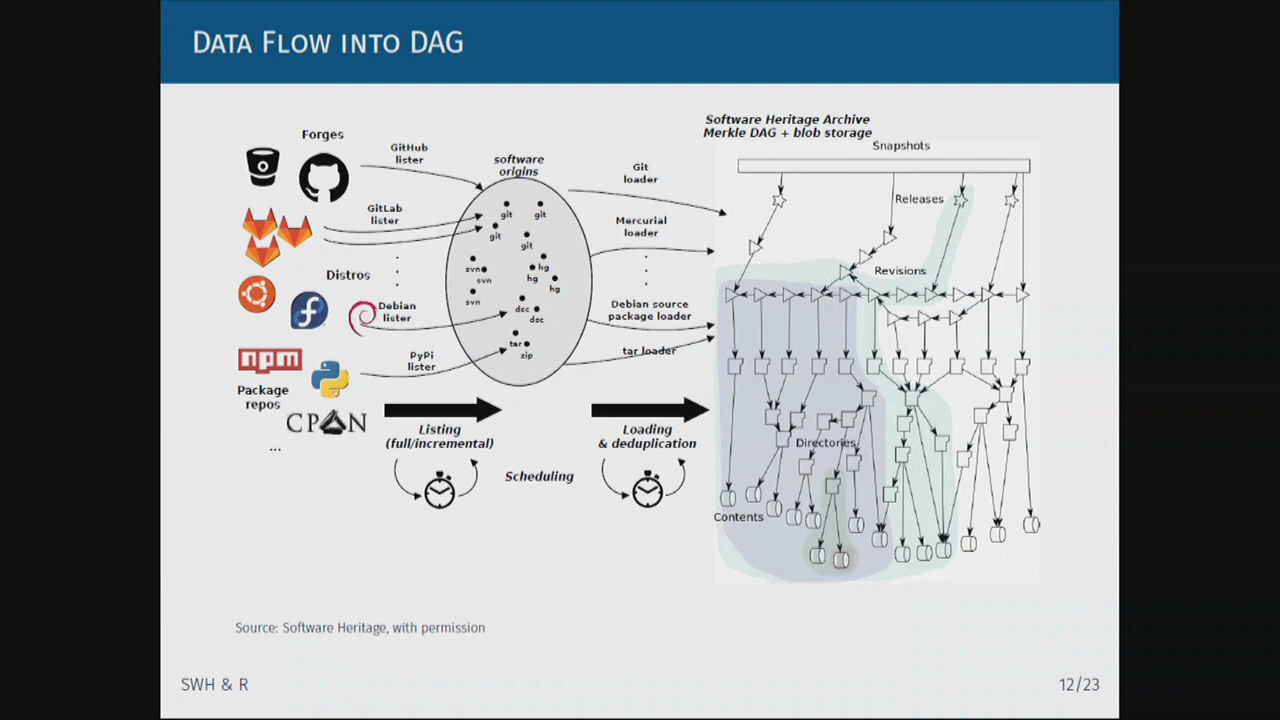 Data Flow into DAG
Forges
GitHub
lister
GitLab
lister
Distros
Debian
lister
npm
Package
repos
CPAN
...
PyPi
lister
software
origins
git
git
git
git
svn
svn
svn
hg
hg
hg
dsc
dsc
tar
zip
Listing
(full/incremental)
Scheduling
Git
loader
Mercurial
loader
Debian source
package loader
tar loader
Loading
& deduplication
Software Heritage Archive
Merkle DAG + blob storage
Snapshots
Releases
Revisions
Directories
Contents
Source: Software Heritage, with permission
SWH & R
12/23